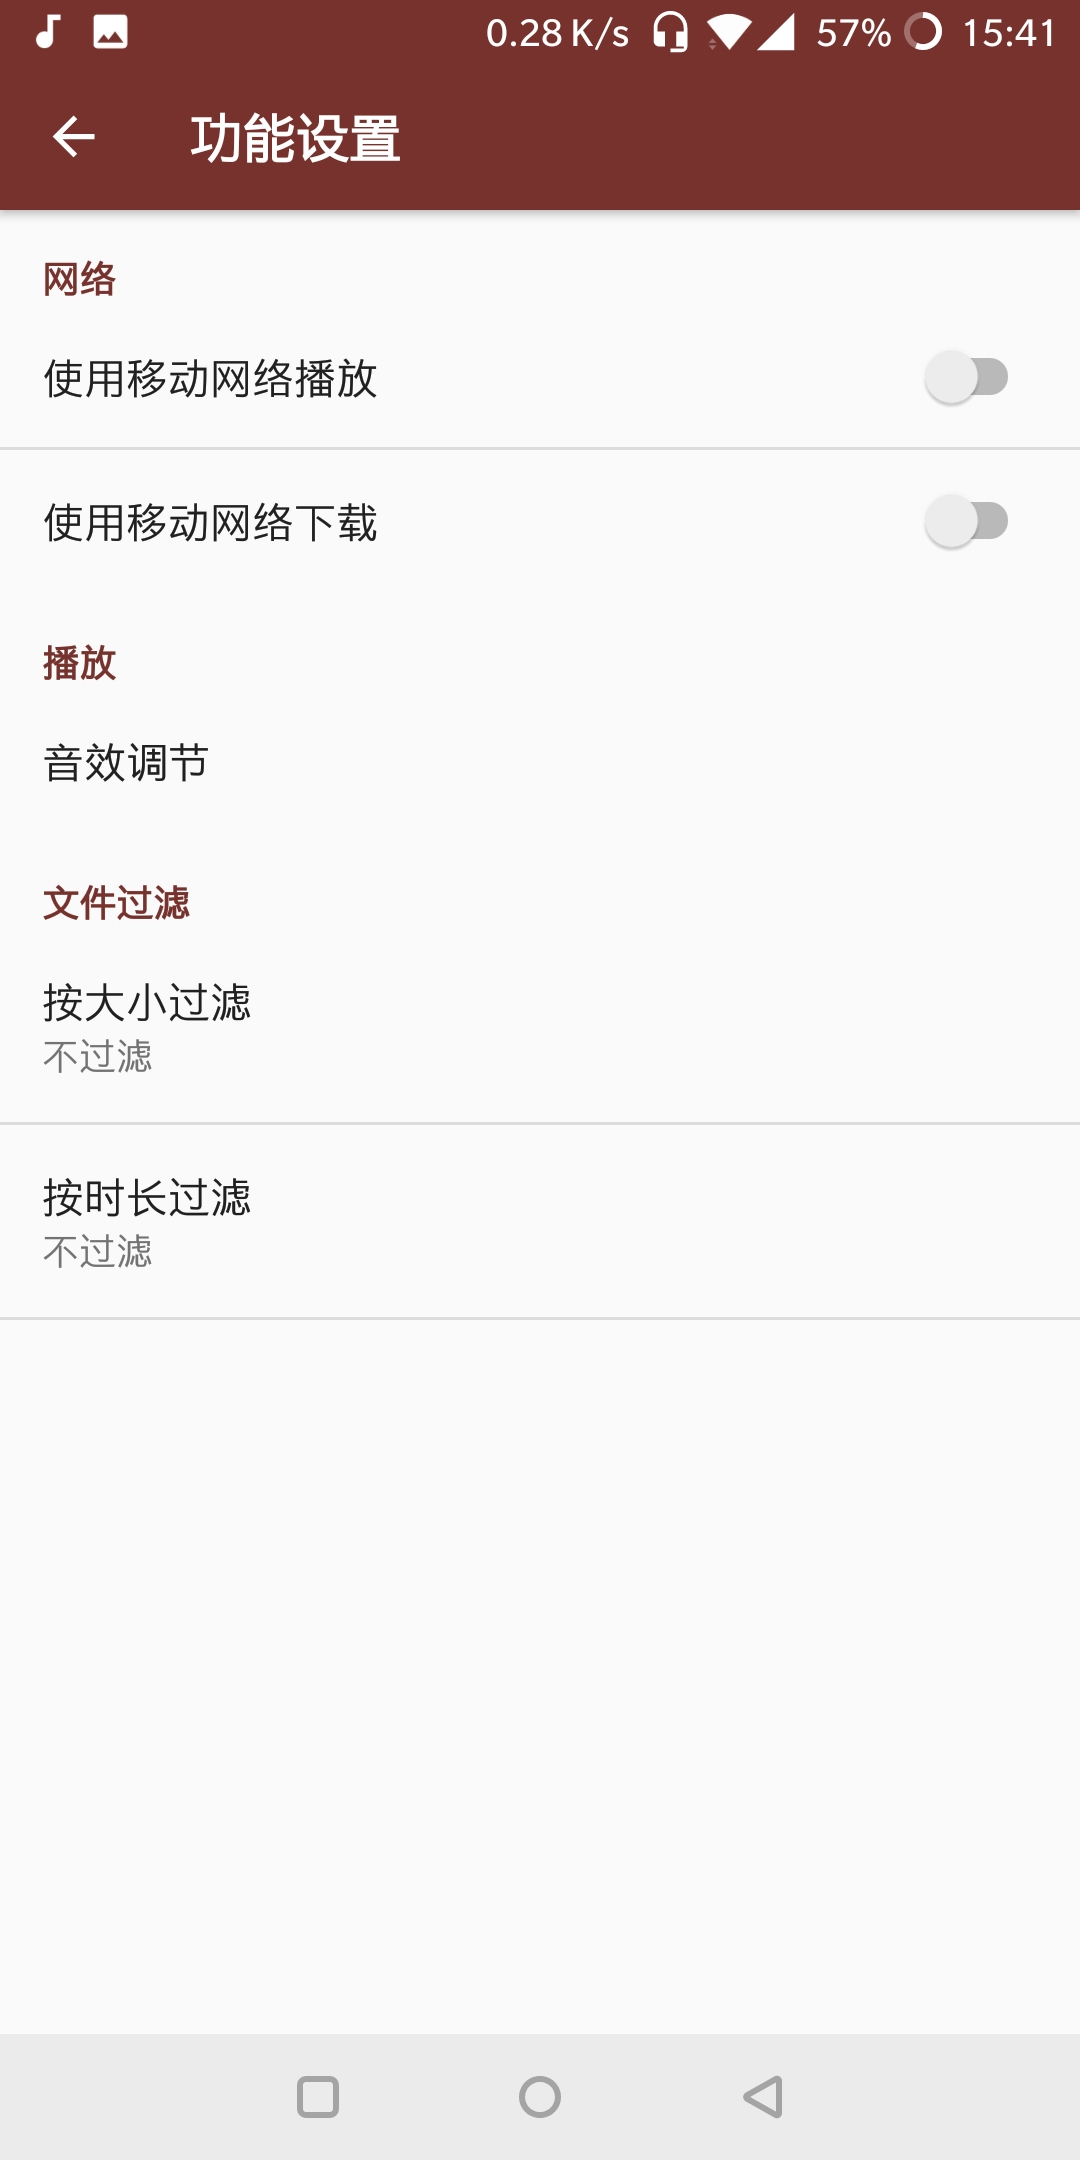 0.28 K/s 57% 15:41
功能设置
网络
使用移动网络播放
使用移动网络下载
播放
音效调节
文件过滤
按大小过滤
不过滤
按时长过滤
不过滤